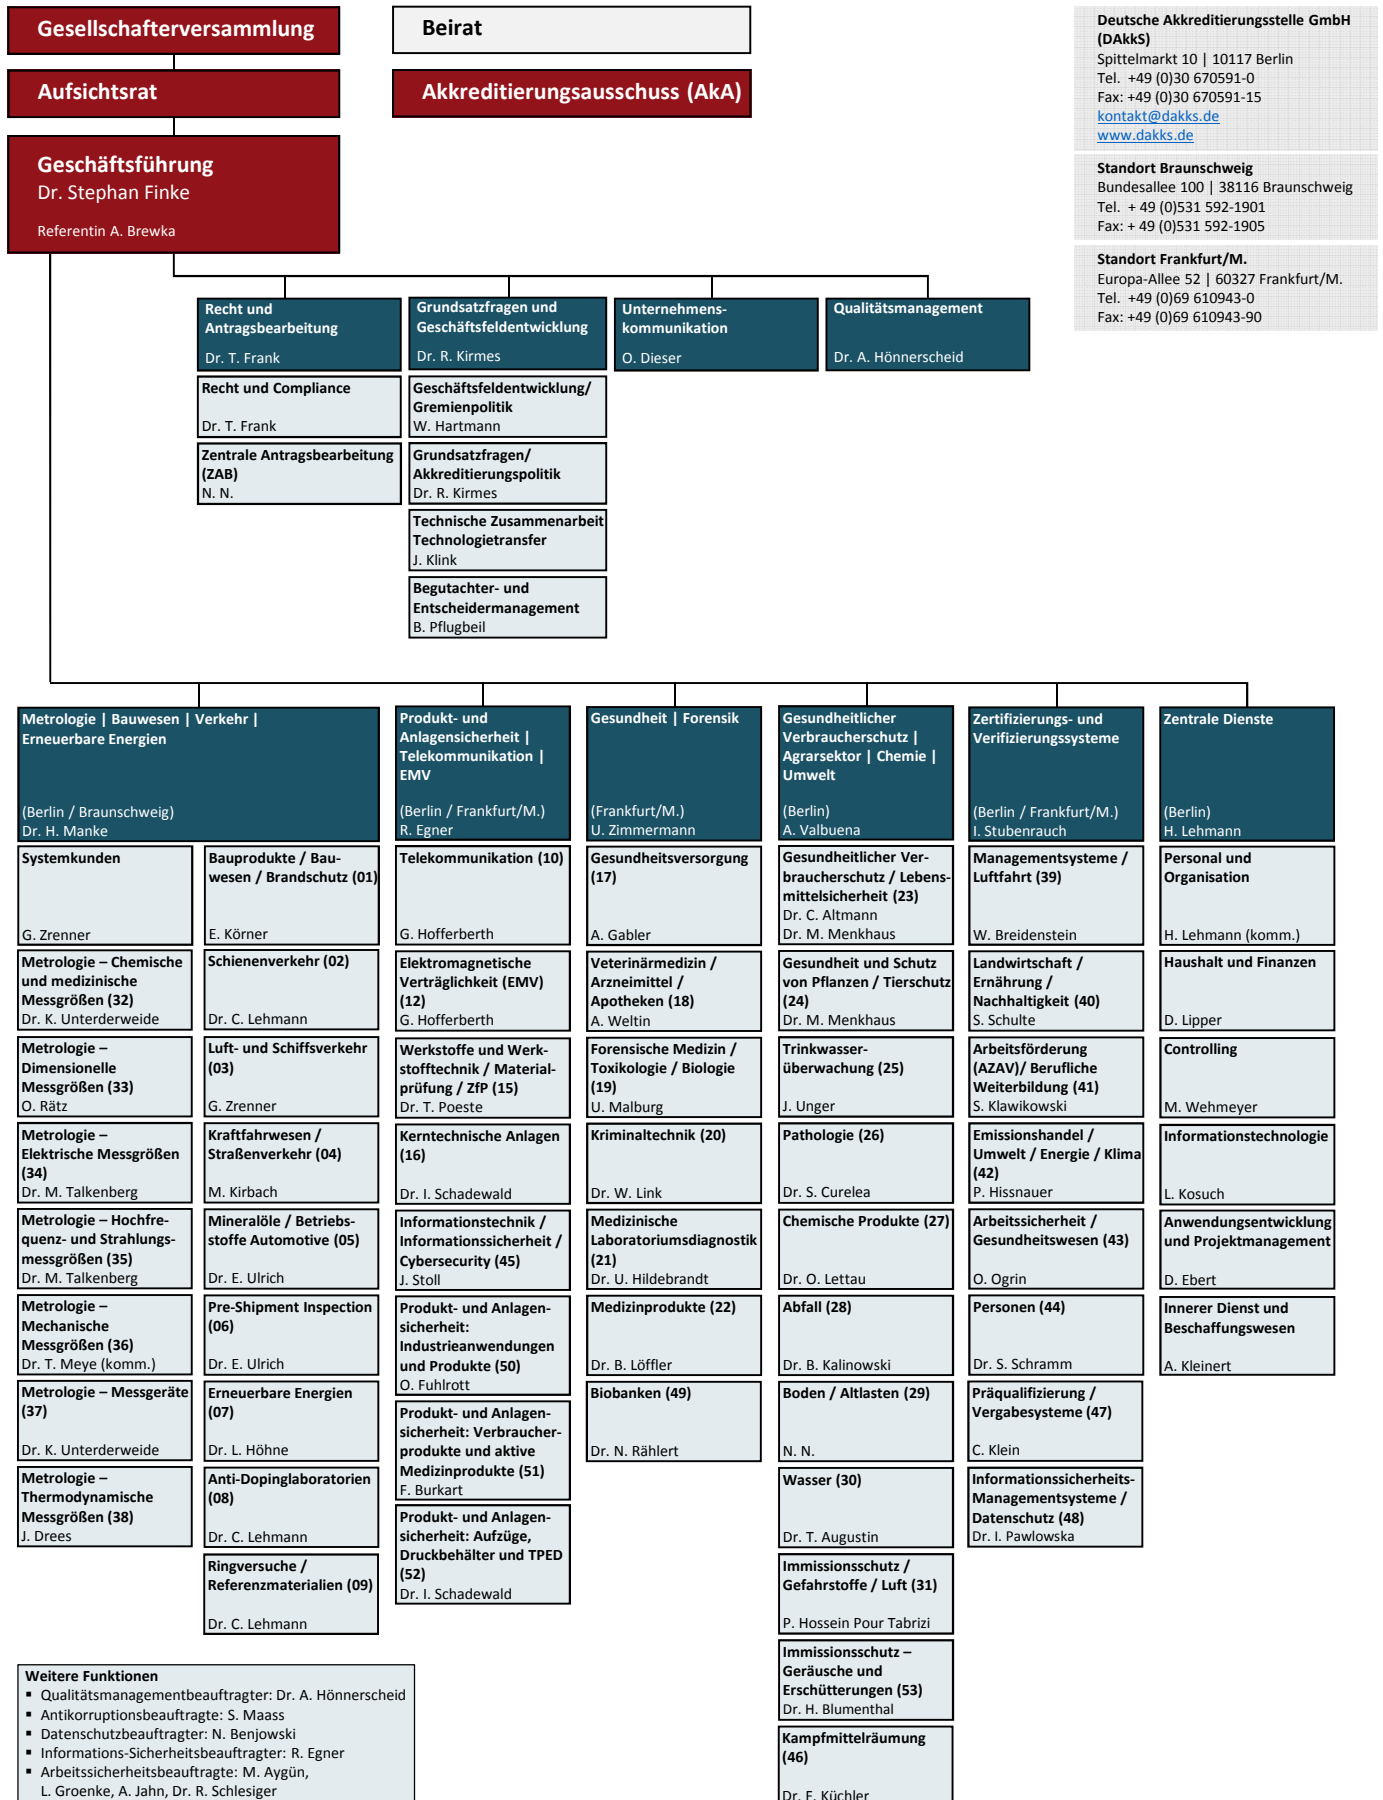 Gesellschafterversammlung
Aufsichtsrat
Geschäftsführung
Dr. Stephan Finke
Referentin A. Brewka
Beirat
Akkreditierungsausschuss (AkA)
Deutsche Akkreditierungsstelle GmbH
(DAkkS)
Spittelmarkt 10 | 10117 Berlin
Tel. +49 (0)30 670591-0
Fax: +49 (0)30 670591-15
kontakt@dakks.de
www.dakks.de
Standort Braunschweig
Bundesallee 100 | 38116 Braunschweig
Tel. + 49 (0)531 592-1901
Fax: + 49 (0)531 592-1905
Standort Frankfurt/M.
Europa-Allee 52 | 60327 Frankfurt/M.
Tel. +49 (0)69 610943-0
Fax: +49 (0)69 610943-90
Recht und
Antragsbearbeitung
Dr. T. Frank
Recht und Compliance
Dr. T. Frank
Zentrale Antragsbearbeitung
(ZAB)
N. N.
Grundsatzfragen und
Geschäftsfeldentwicklung
Dr. R. Kirmes
Geschäftsfeldentwicklung/
Gremienpolitik
W. Hartmann
Grundsatzfragen/
Akkreditierungspolitik
Dr. R. Kirmes
Technische Zusammenarbeit
Technologietransfer
J. Klink
Begutachter- und
Entscheidermanagement
B. Pflugbeil
Unternehmens-
kommunikation
O. Dieser
Qualitätsmanagement
Dr. A. Hönnerscheid
Metrologie | Bauwesen | Verkehr |
Erneuerbare Energien
(Berlin / Braunschweig)
Dr. H. Manke
Systemkunden
G. Zrenner
Metrologie – Chemische
und medizinische
Messgrößen (32)
Dr. K. Unterderweide
Metrologie –
Dimensionelle
Messgrößen (33)
O. Rätz
Metrologie –
Elektrische Messgrößen
(34)
Dr. M. Talkenberg
Metrologie – Hochfre-
quenz- und Strahlungs-
messgrößen (35)
Dr. M. Talkenberg
Metrologie –
Mechanische
Messgrößen (36)
Dr. T. Meye (komm.)
Metrologie – Messgeräte
(37)
Dr. K. Unterderweide
Metrologie –
Thermodynamische
Messgrößen (38)
J. Drees
Bauprodukte / Bau-
wesen / Brandschutz (01)
E. Körner
Schienenverkehr (02)
Dr. C. Lehmann
Luft- und Schiffsverkehr
(03)
G. Zrenner
Kraftfahrwesen /
Straßenverkehr (04)
M. Kirbach
Mineralöle / Betriebs-
stoffe Automotive (05)
Dr. E. Ulrich
Pre-Shipment Inspection
(06)
Dr. E. Ulrich
Erneuerbare Energien
(07)
Dr. L. Höhne
Anti-Dopinglaboratorien
(08)
Dr. C. Lehmann
Ringversuche /
Referenzmaterialien (09)
Dr. C. Lehmann
Produkt- und
Anlagensicherheit |
Telekommunikation |
EMV
(Berlin / Frankfurt/M.)
R. Egner
Telekommunikation (10)
G. Hofferberth
Elektromagnetische
Verträglichkeit (EMV)
(12)
G. Hofferberth
Werkstoffe und Werk-
stofftechnik / Material-
prüfung / ZfP (15)
Dr. T. Poeste
Kerntechnische Anlagen
(16)
Dr. I. Schadewald
Informationstechnik /
Informationssicherheit /
Cybersecurity (45)
J. Stoll
Produkt- und Anlagen-
sicherheit:
Industrieanwendungen
und Produkte (50)
O. Fuhlrott
Produkt- und Anlagen-
sicherheit: Verbraucher-
produkte und aktive
Medizinprodukte (51)
F. Burkart
Produkt- und Anlagen-
sicherheit: Aufzüge,
Druckbehälter und TPED
(52)
Dr. I. Schadewald
Gesundheit | Forensik
(Frankfurt/M.)
U. Zimmermann
Gesundheitsversorgung
(17)
A. Gabler
Veterinärmedizin /
Arzneimittel /
Apotheken (18)
A. Weltin
Forensische Medizin /
Toxikologie / Biologie
(19)
U. Malburg
Kriminaltechnik (20)
Dr. W. Link
Medizinische
Laboratoriumsdiagnostik
(21)
Dr. U. Hildebrandt
Medizinprodukte (22)
Dr. B. Löffler
Biobanken (49)
Dr. N. Rählert
Gesundheitlicher
Verbraucherschutz |
Agrarsektor | Chemie |
Umwelt
(Berlin)
A. Valbuena
Gesundheitlicher Ver-
braucherschutz / Lebens-
mittelsicherheit (23)
Dr. C. Altmann
Dr. M. Menkhaus
Gesundheit und Schutz
von Pflanzen / Tierschutz
(24)
Dr. M. Menkhaus
Trinkwasser-
überwachung (25)
J. Unger
Pathologie (26)
Dr. S. Curelea
Chemische Produkte (27)
Dr. O. Lettau
Abfall (28)
Dr. B. Kalinowski
Boden / Altlasten (29)
N. N.
Wasser (30)
Dr. T. Augustin
Immissionsschutz /
Gefahrstoffe / Luft (31)
P. Hossein Pour Tabrizi
Immissionsschutz –
Geräusche und
Erschütterungen (53)
Dr. H. Blumenthal
Kampfmittelräumung
(46)
Dr. F. Küchler
Zertifizierungs- und
Verifizierungssysteme
(Berlin / Frankfurt/M.)
I. Stubenrauch
Managementsysteme /
Luftfahrt (39)
W. Breidenstein
Landwirtschaft /
Ernährung /
Nachhaltigkeit (40)
S. Schulte
Arbeitsförderung
(AZAV)/ Berufliche
Weiterbildung (41)
S. Klawikowski
Emissionshandel /
Umwelt / Energie / Klima
(42)
P. Hissnauer
Arbeitssicherheit /
Gesundheitswesen (43)
O. Ogrin
Personen (44)
Dr. S. Schramm
Präqualifizierung /
Vergabesysteme (47)
C. Klein
Informationssicherheits-
Managementsysteme /
Datenschutz (48)
Dr. I. Pawlowska
Zentrale Dienste
(Berlin)
H. Lehmann
Personal und
Organisation
H. Lehmann (komm.)
Haushalt und Finanzen
D. Lipper
Controlling
M. Wehmeyer
Informationstechnologie
L. Kosuch
Anwendungsentwicklung
und Projektmanagement
D. Ebert
Innerer Dienst und
Beschaffungswesen
A. Kleinert
Weitere Funktionen
▪ Qualitätsmanagementbeauftragter: Dr. A. Hönnerscheid
▪ Antikorruptionsbeauftragte: S. Maass
▪ Datenschutzbeauftragter: N. Benjowski
▪ Informations-Sicherheitsbeauftragter: R. Egner
▪ Arbeitssicherheitsbeauftragte: M. Aygün,
L. Groenke, A. Jahn, Dr. R. Schlesiger